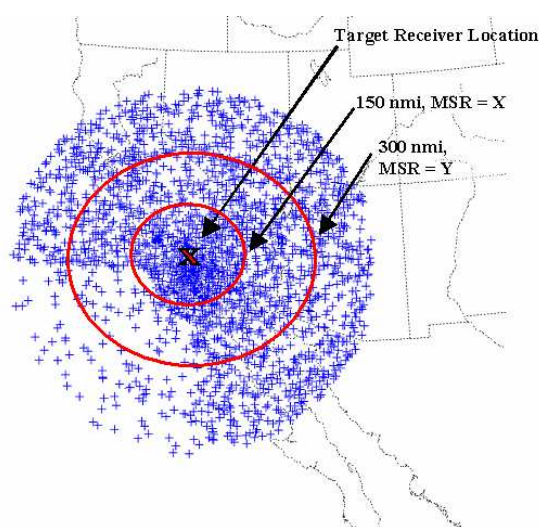 Target Receiver Location
150 nmi, MSR = X
300 nmi,
MSR = Y
X